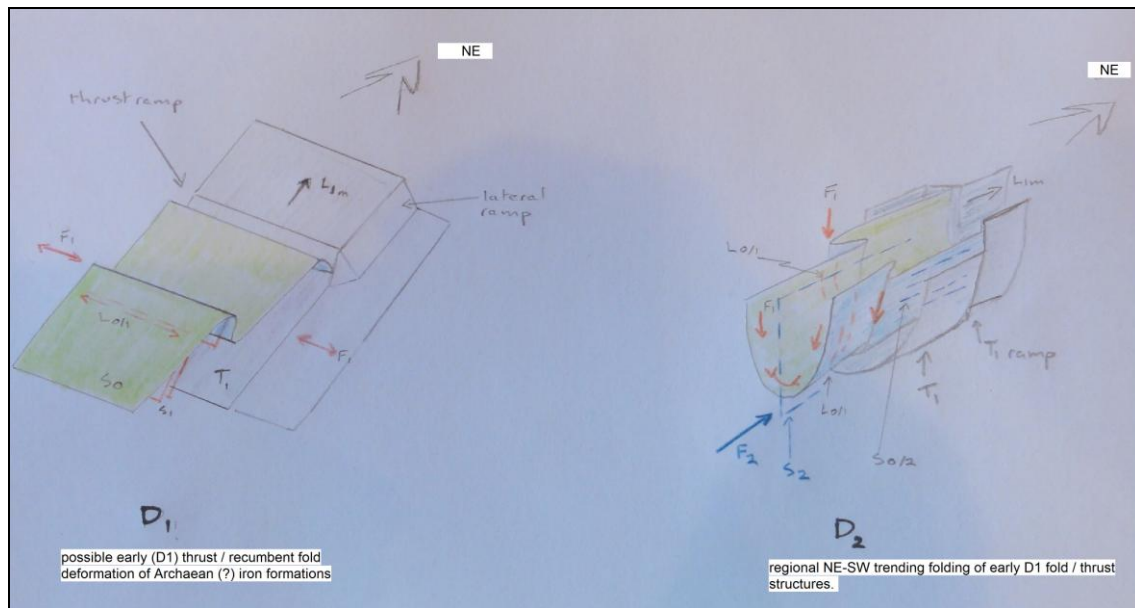 NE
N
thrust ramp
L1m
lateral
ramp
F1
L0/1
F1
S0
T1
S1
D1
possible early (D1) thrust / recumbent fold
deformation of Archaean (?) iron formations
NE
F1
L1m
L0/1
F1
T1 ramp
T1
L0/1
F2
S2
S0/2
D2
regional NE-SW trending folding of early D1 fold / thrust
structures.